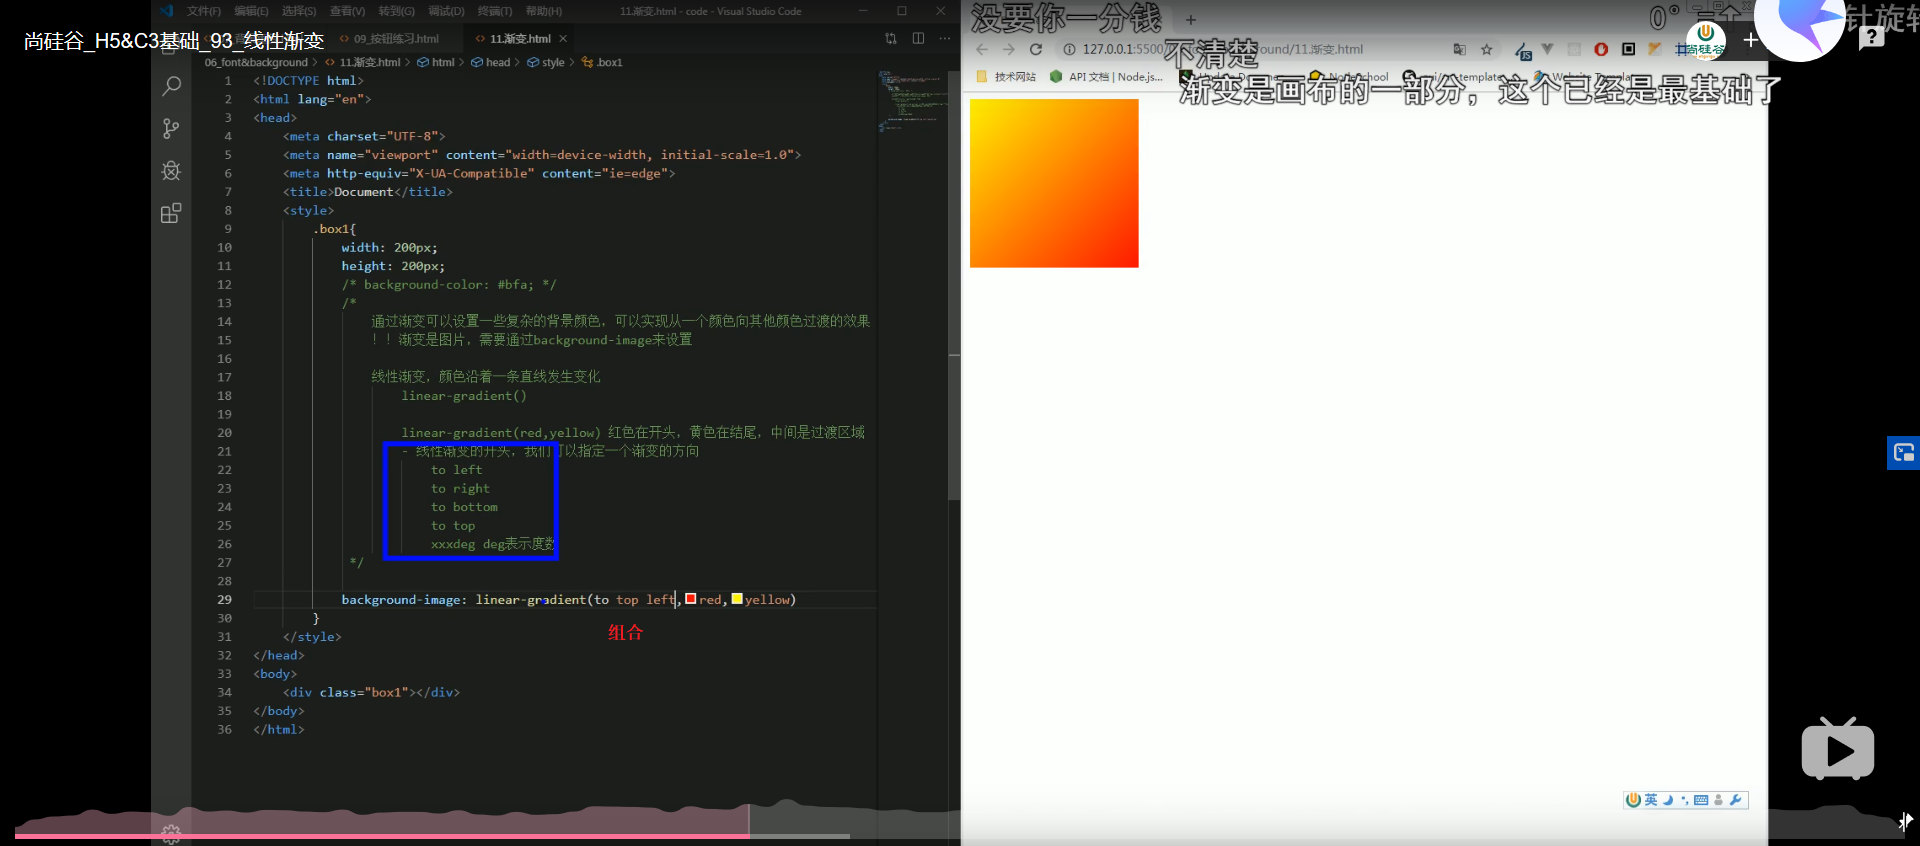 尚硅谷_H5&C3基础_93_线性渐变
文件(F) 编辑(E) 选择(S) 查看(V) 转到(G) 调试(D) 终端(T) 帮助(H)
11.渐变.html - code - Visual Studio Code
09_按钮练习.html
11.渐变.html
06_font&background > 11.渐变.html > html > head > style > .box1
1 <!DOCTYPE html>
2 <html lang="en">
3 <head>
4 <meta charset="UTF-8">
5 <meta name="viewport" content="width=device-width, initial-scale=1.0">
6 <meta http-equiv="X-UA-Compatible" content="ie=edge">
7 <title>Document</title>
8 <style>
9 .box1{
10 width: 200px;
11 height: 200px;
12 /* background-color: #bfa; */
13 /*
14 通过渐变可以设置一些复杂的背景颜色，可以实现从一个颜色向其他颜色过渡的效果
15 ！！渐变是图片，需要通过background-image来设置
16
17 线性渐变，颜色沿着一条直线发生变化
18 linear-gradient()
19
20 linear-gradient(red,yellow) 红色在开头，黄色在结尾，中间是过渡区域
21 - 线性渐变的开头，我们可以指定一个渐变的方向
22 to left
23 to right
24 to bottom
25 to top
26 xxxdeg deg表示度数
27 */
28
29 background-image: linear-gradient(to top left,red,yellow)
30 }
31 </style>
32 </head>
33 <body>
34 <div class="box1"></div>
35 </body>
36 </html>
组合
没要你一分钱
不清楚
渐变是画布的一部分，这个已经是最基础了
127.0.0.1:5500
/11.渐变.html
技术网站
API 文档 | Node.js...
尚硅谷
英